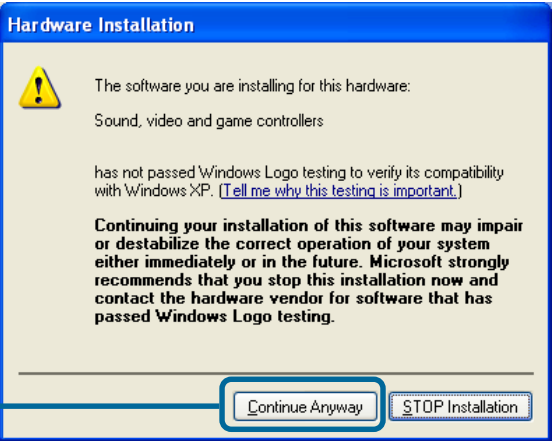 Hardware Installation
The software you are installing for this hardware:
Sound, video and game controllers
has not passed Windows Logo testing to verify its compatibility
with Windows XP. (Tell me why this testing is important.)
Continuing your installation of this software may impair
or destabilize the correct operation of your system
either immediately or in the future. Microsoft strongly
recommends that you stop this installation now and
contact the hardware vendor for software that has
passed Windows Logo testing.
Continue Anyway STOP Installation